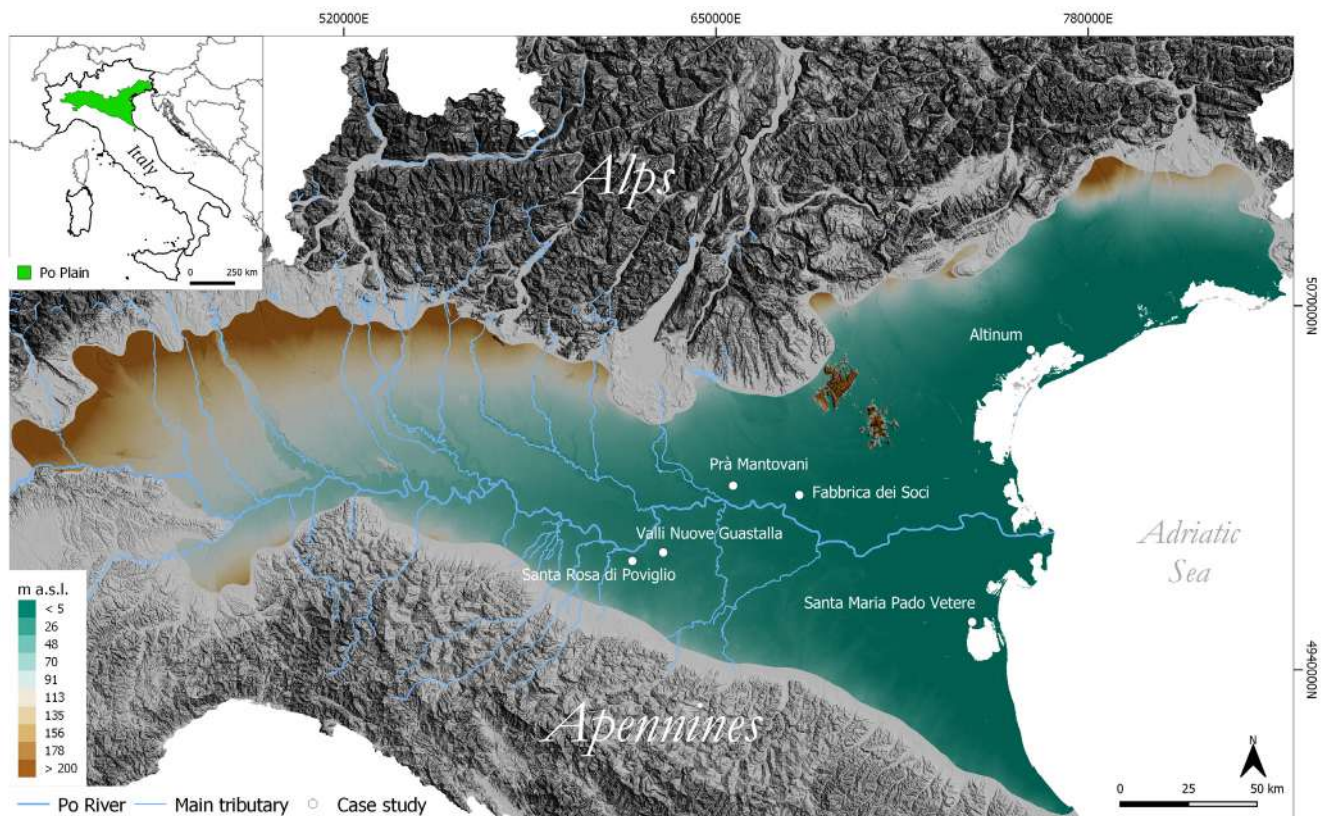 520000E
650000E
780000E
Italy
Po Plain
0 250 km
Alps
5070000N
Altinum
Prà Mantovani
Fabbrica dei Soci
Valli Nuove Guastalla
Santa Rosa di Poviglio
Adriatic
Sea
Santa Maria Pado Vetere
4940000N
Apennines
m a.s.l.
< 5
26
48
70
91
113
135
156
178
> 200
N
0 25 50 km
Po River
Main tributary
Case study